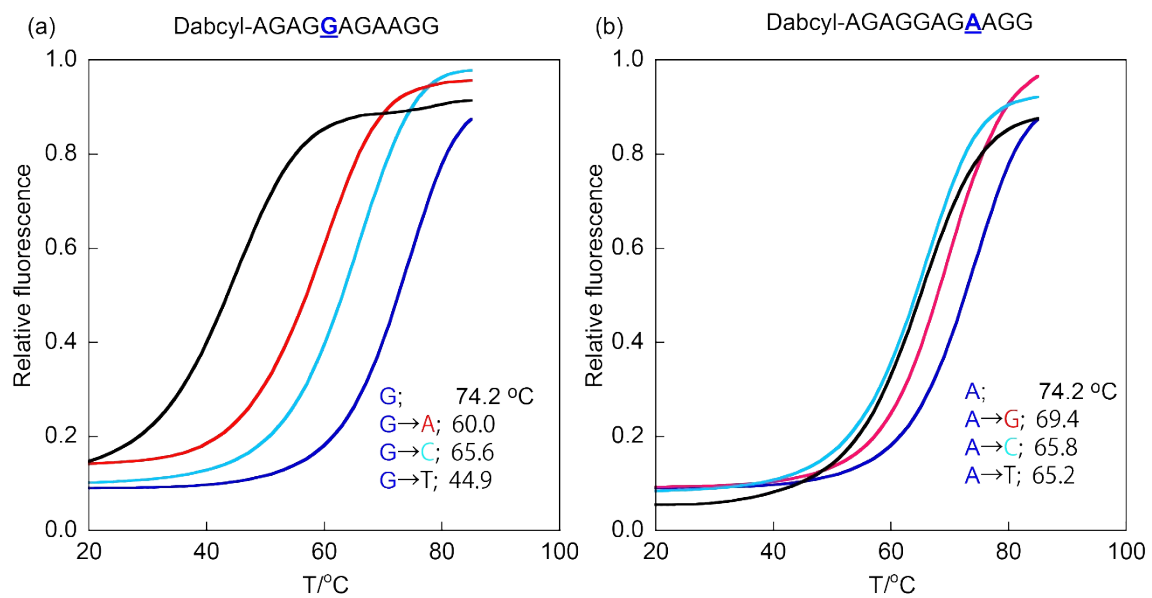 (a) Dabcyl-AGAGGAGAAGG
Relative fluorescence
1.0
0.8
0.6
0.4
0.2
0.0
G; 74.2 ºC
G→A; 60.0
G→C; 65.6
G→T; 44.9
20 40 60 80 100
T/ºC
(b) Dabcyl-AGAGGAGAAGG
Relative fluorescence
1.0
0.8
0.6
0.4
0.2
0.0
A; 74.2 ºC
A→G; 69.4
A→C; 65.8
A→T; 65.2
20 40 60 80 100
T/ºC